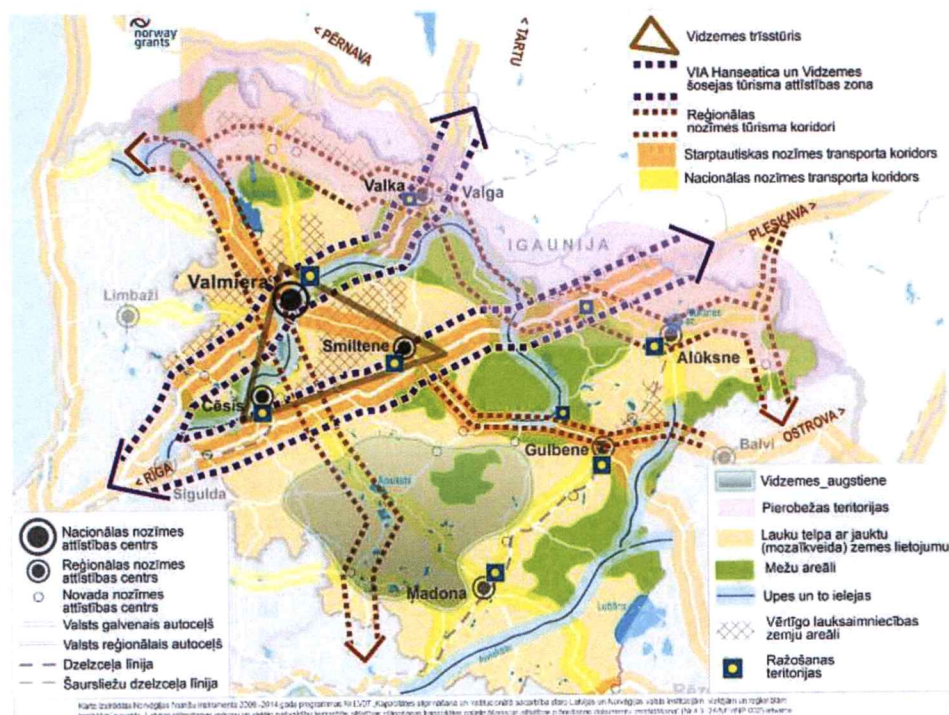 norway
grants
< PĒRNAVA
TARTU >
Vidzemes trīsstūris
VIA Hanseatica un Vidzemes
šosejas tūrisma attīstības zona
Reģionālas
nozīmes tūrisma koridori
Starptautiskas nozīmes transporta koridors
Nacionālas nozīmes transporta koridors
Valka
Valga
PLESKAVA >
IGAUNIJA
Valmiera
Limbaži
Smiltene
Alūksne
Cēsis
Gulbene
OSTROVA >
Balvi
< RĪGA
Sigulda
Madona
Lubāns
Nacionālas nozīmes
attīstības centrs
Reģionālas nozīmes
attīstības centrs
Novada nozīmes
attīstības centrs
Valsts galvenais autoceļš
Valsts reģionālais autoceļš
Dzelzceļa līnija
Šaursliežu dzelzceļa līnija
Vidzemes_augstiene
Pierobežas teritorijas
Lauku telpa ar jauktu
(mozaīkveida) zemes lietojumu
Mežu areāli
Upes un to ielejas
Vērtīgo lauksaimniecības
zemju areāli
Ražošanas
teritorijas